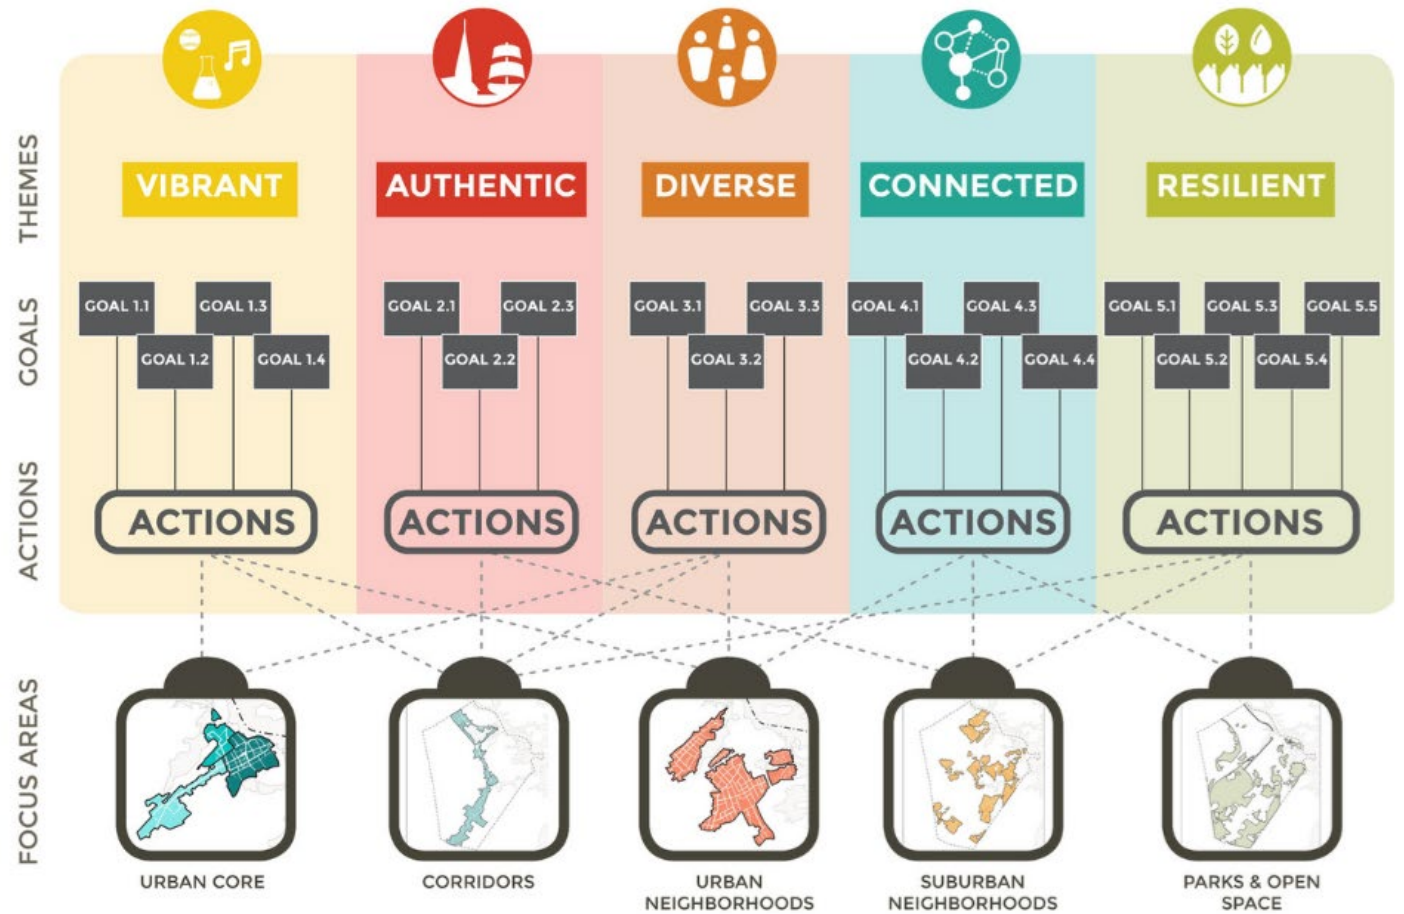 THEMES
VIBRANT
AUTHENTIC
DIVERSE
CONNECTED
RESILIENT
GOALS
GOAL 1.1
GOAL 1.2
GOAL 1.3
GOAL 1.4
GOAL 2.1
GOAL 2.2
GOAL 2.3
GOAL 3.1
GOAL 3.2
GOAL 3.3
GOAL 4.1
GOAL 4.2
GOAL 4.3
GOAL 4.4
GOAL 5.1
GOAL 5.2
GOAL 5.3
GOAL 5.4
GOAL 5.5
ACTIONS
ACTIONS
ACTIONS
ACTIONS
ACTIONS
ACTIONS
FOCUS AREAS
URBAN CORE
CORRIDORS
URBAN
NEIGHBORHOODS
SUBURBAN
NEIGHBORHOODS
PARKS & OPEN
SPACE